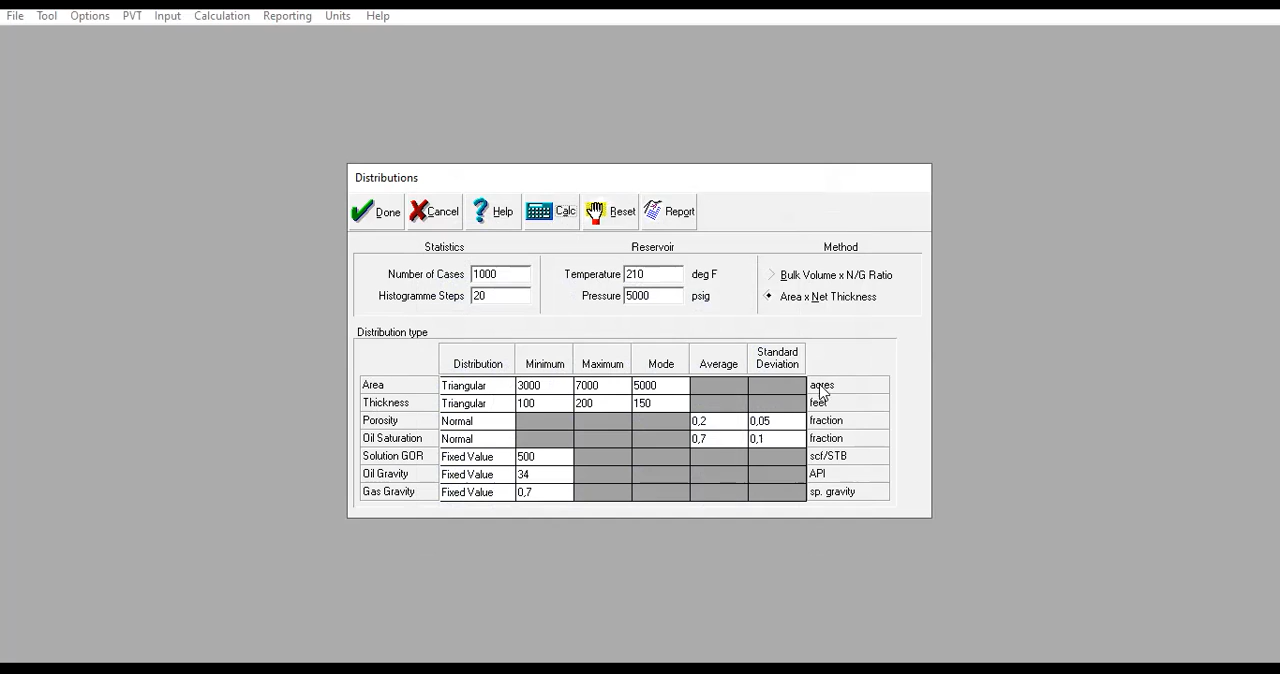 File Tool Options PVT Input Calculation Reporting Units Help
Distributions
Done Cancel Help Calc Reset Report
Statistics Reservoir Method
Number of Cases 1000 Temperature 210 deg F Bulk Volume x N/G Ratio
Histogramme Steps 20 Pressure 5000 psig Area x Net Thickness
Distribution type
Distribution Minimum Maximum Mode Average Standard Deviation
Area Triangular 3000 7000 5000 acres
Thickness Triangular 100 200 150 feet
Porosity Normal 0,2 0,05 fraction
Oil Saturation Normal 0,7 0,1 fraction
Solution GOR Fixed Value 500 scf/STB
Oil Gravity Fixed Value 34 API
Gas Gravity Fixed Value 0,7 sp. gravity